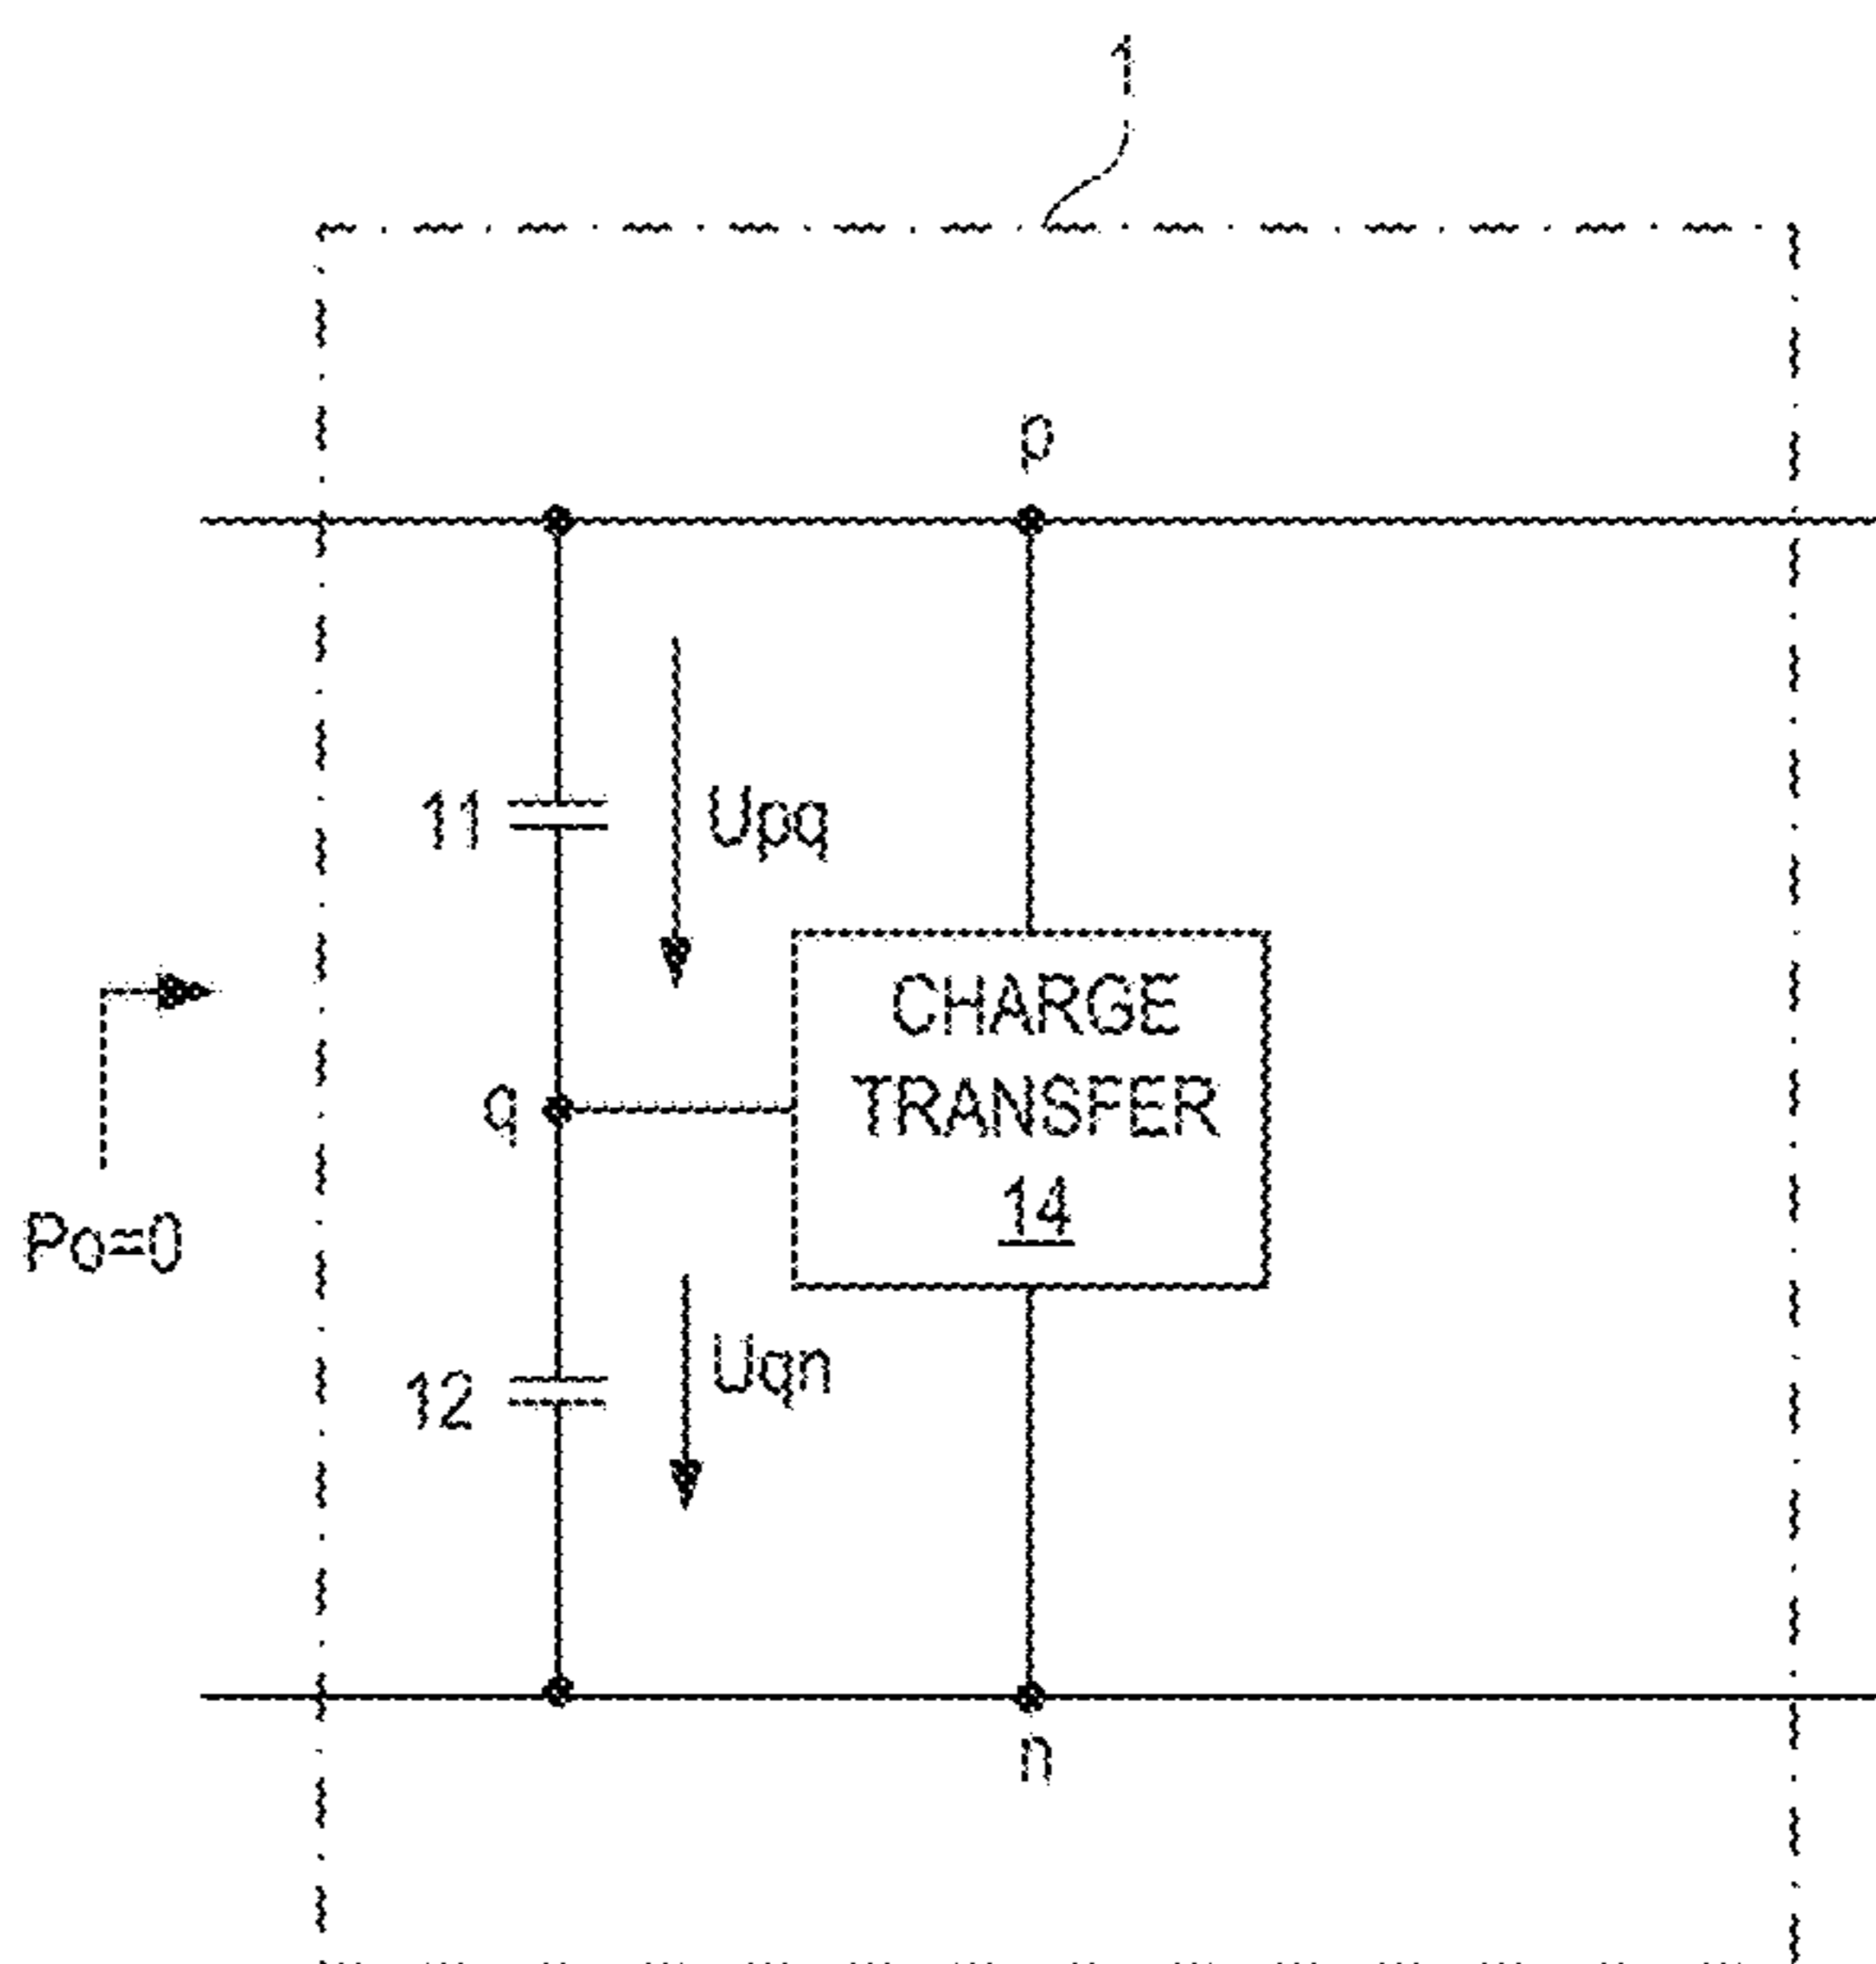 1
p
11
Upq
CHARGE
TRANSFER
14
q
Po=0
Uqn
12
n